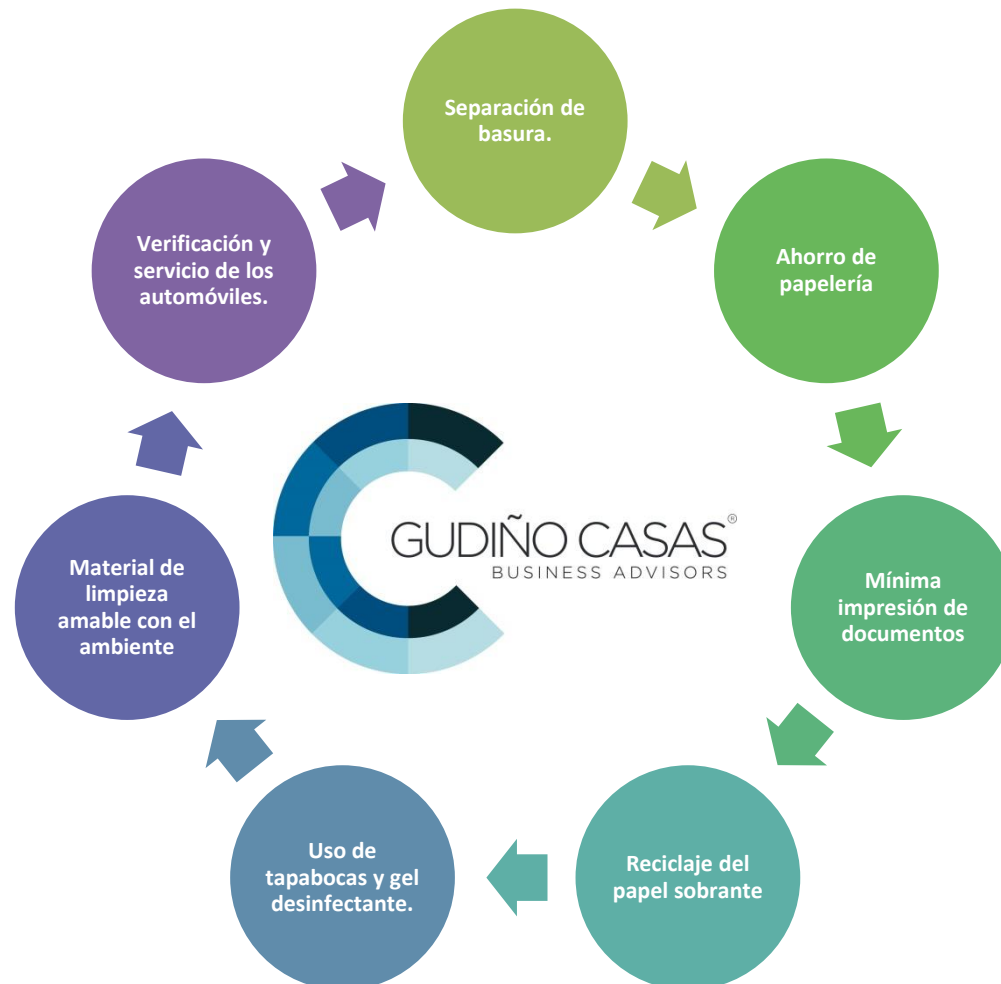 Separación de
basura.
Ahorro de
papelería
Mínima
impresión de
documentos
Reciclaje del
papel sobrante
Uso de
tapabocas y gel
desinfectante.
Material de
limpieza
amable con el
ambiente
Verificación y
servicio de los
automóviles.
GUDIÑO CASAS®
BUSINESS ADVISORS